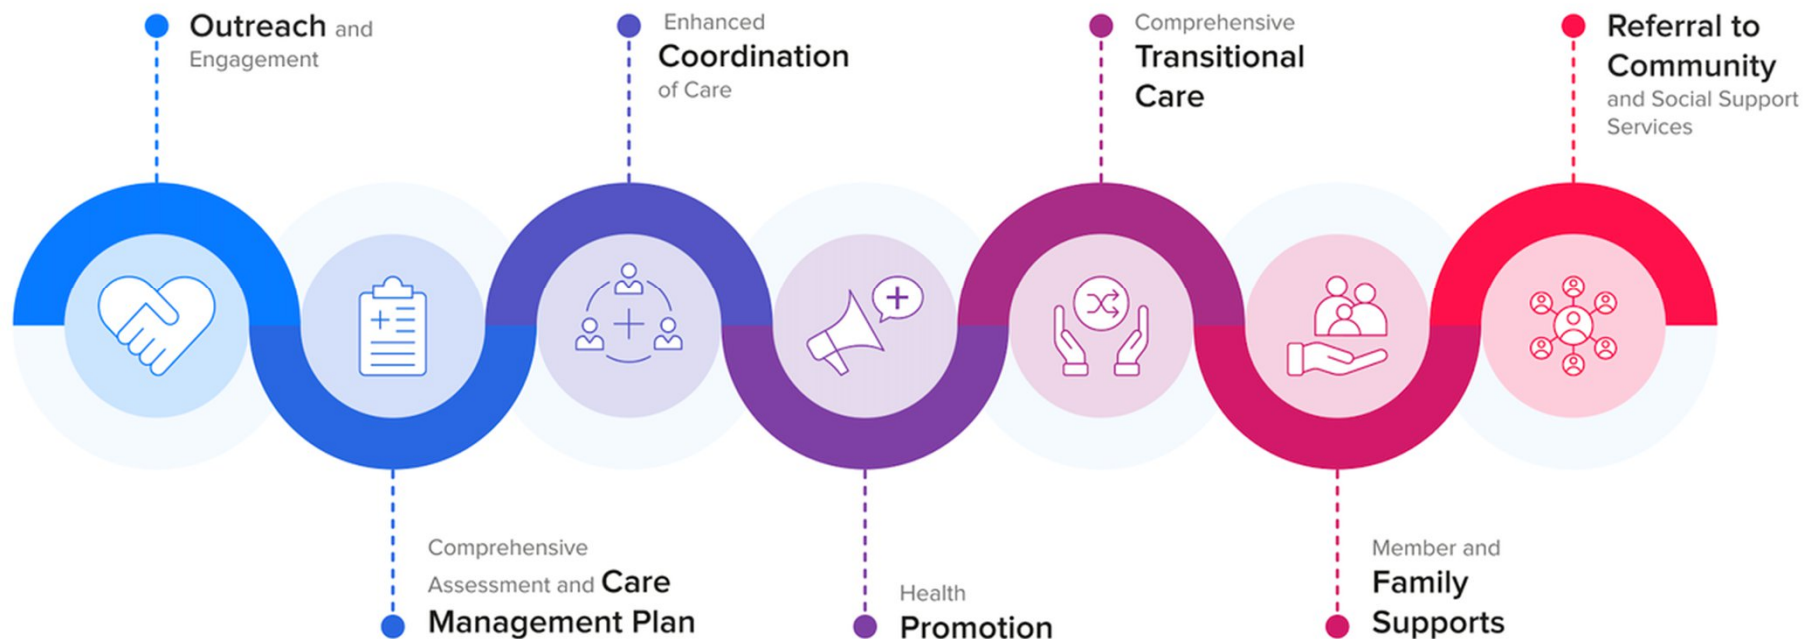 Outreach and
Engagement
Enhanced
Coordination
of Care
Comprehensive
Transitional
Care
Referral to
Community
and Social Support
Services
Comprehensive
Assessment and Care
Management Plan
Health
Promotion
Member and
Family
Supports